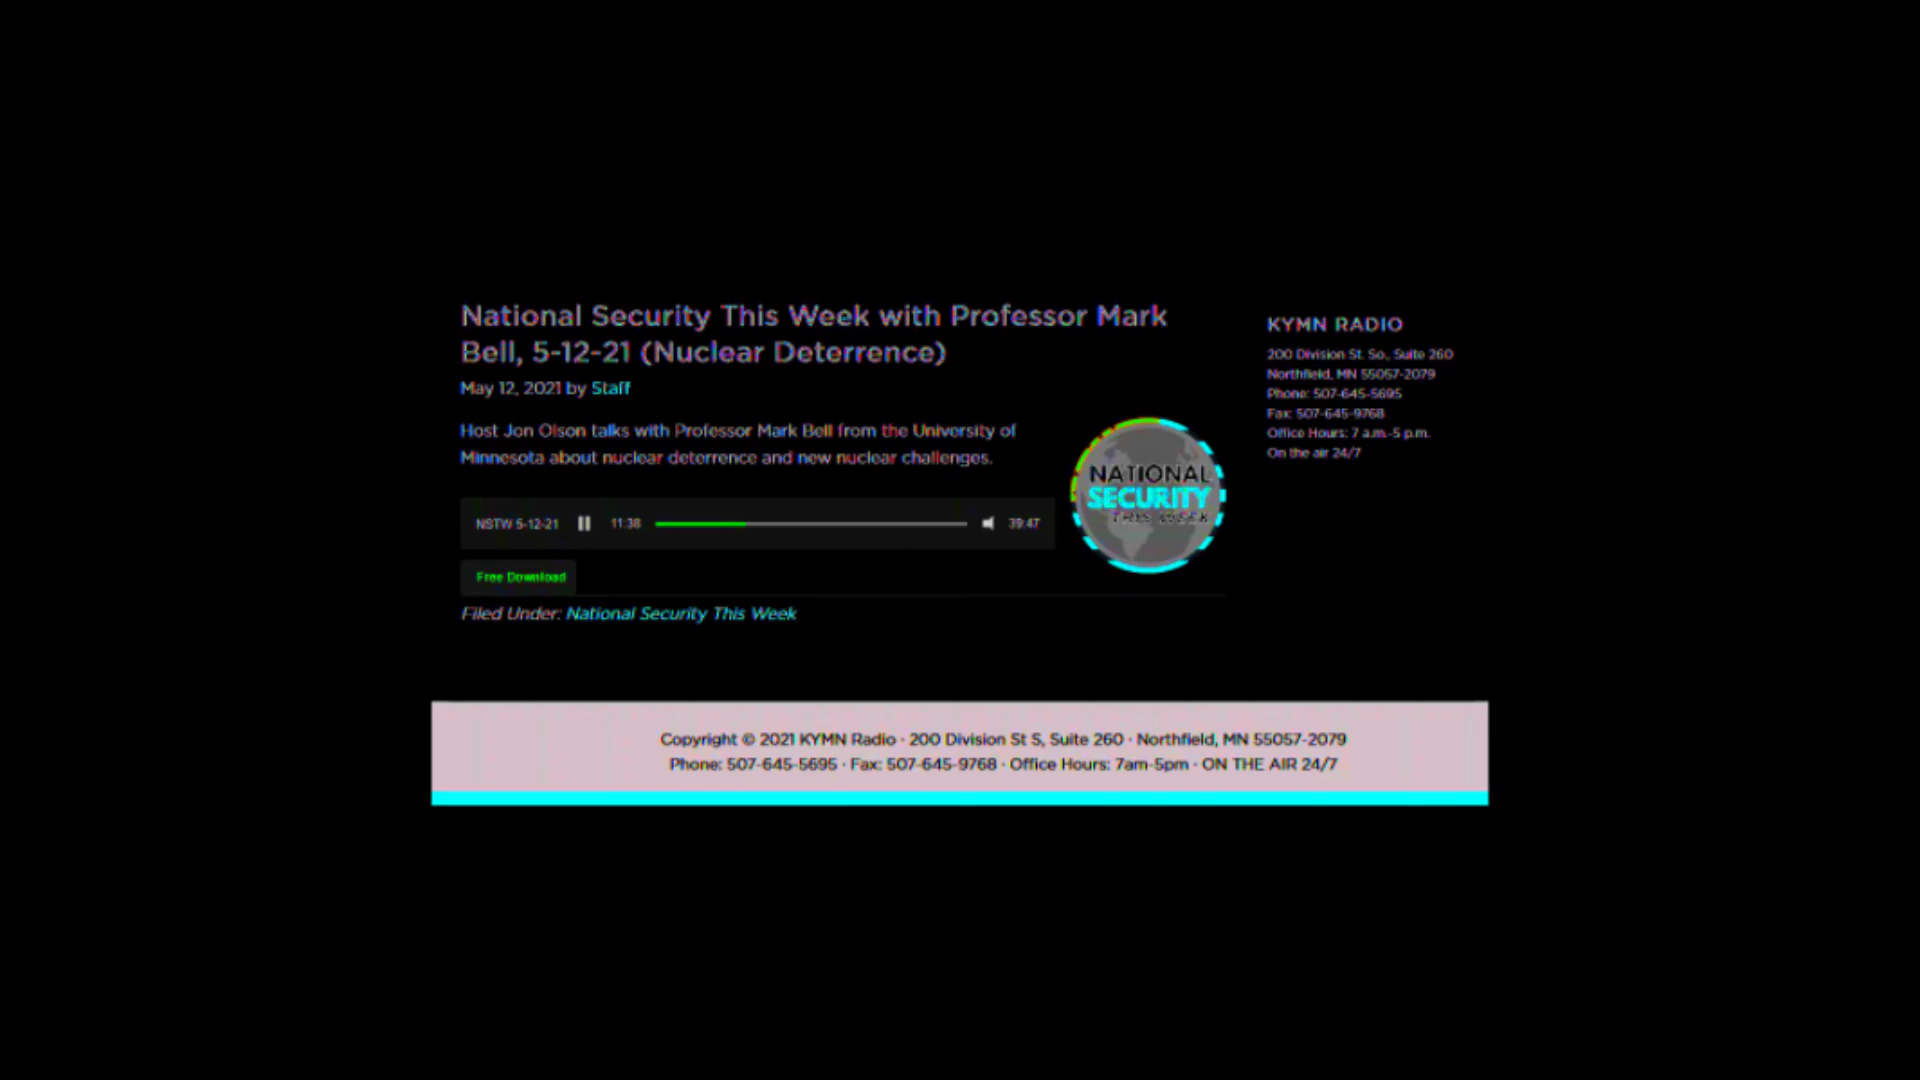 National Security This Week with Professor Mark
Bell, 5-12-21 (Nuclear Deterrence)
May 12, 2021 by Staff
Host Jon Olson talks with Professor Mark Bell from the University of
Minnesota about nuclear deterrence and new nuclear challenges.
NATIONAL
SECURITY
THIS WEEK
NSTW 5-12-21 11:38 39:47
Free Download
Filed Under: National Security This Week
KYMN RADIO
200 Division St. So., Suite 260
Northfield, MN 55057-2079
Phone: 507-645-5695
Fax: 507-645-9768
Office Hours: 7 a.m.-5 p.m.
On the air 24/7
Copyright © 2021 KYMN Radio · 200 Division St S, Suite 260 · Northfield, MN 55057-2079
Phone: 507-645-5695 · Fax: 507-645-9768 · Office Hours: 7am-5pm · ON THE AIR 24/7